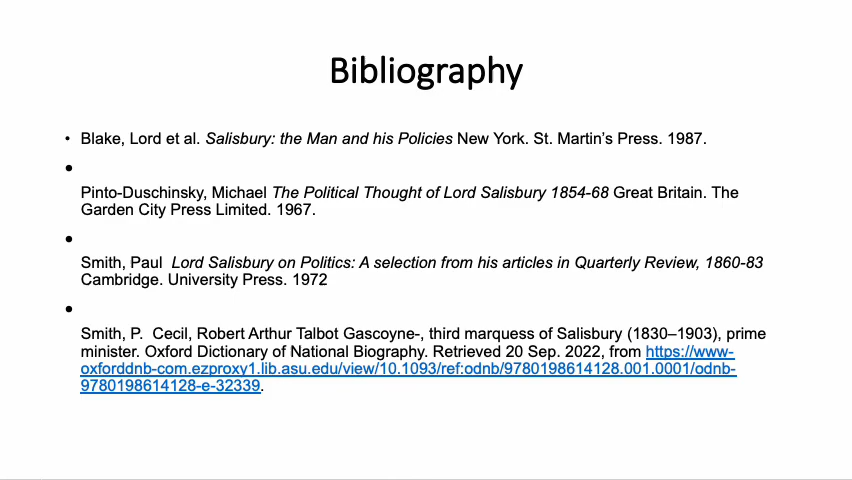 Bibliography
• Blake, Lord et al. Salisbury: the Man and his Policies New York. St. Martin’s Press. 1987.
•
Pinto-Duschinsky, Michael The Political Thought of Lord Salisbury 1854-68 Great Britain. The
Garden City Press Limited. 1967.
•
Smith, Paul  Lord Salisbury on Politics: A selection from his articles in Quarterly Review, 1860-83
Cambridge. University Press. 1972
•
Smith, P.  Cecil, Robert Arthur Talbot Gascoyne-, third marquess of Salisbury (1830–1903), prime
minister. Oxford Dictionary of National Biography. Retrieved 20 Sep. 2022, from https://www-
oxforddnb-com.ezproxy1.lib.asu.edu/view/10.1093/ref:odnb/9780198614128.001.0001/odnb-
9780198614128-e-32339.